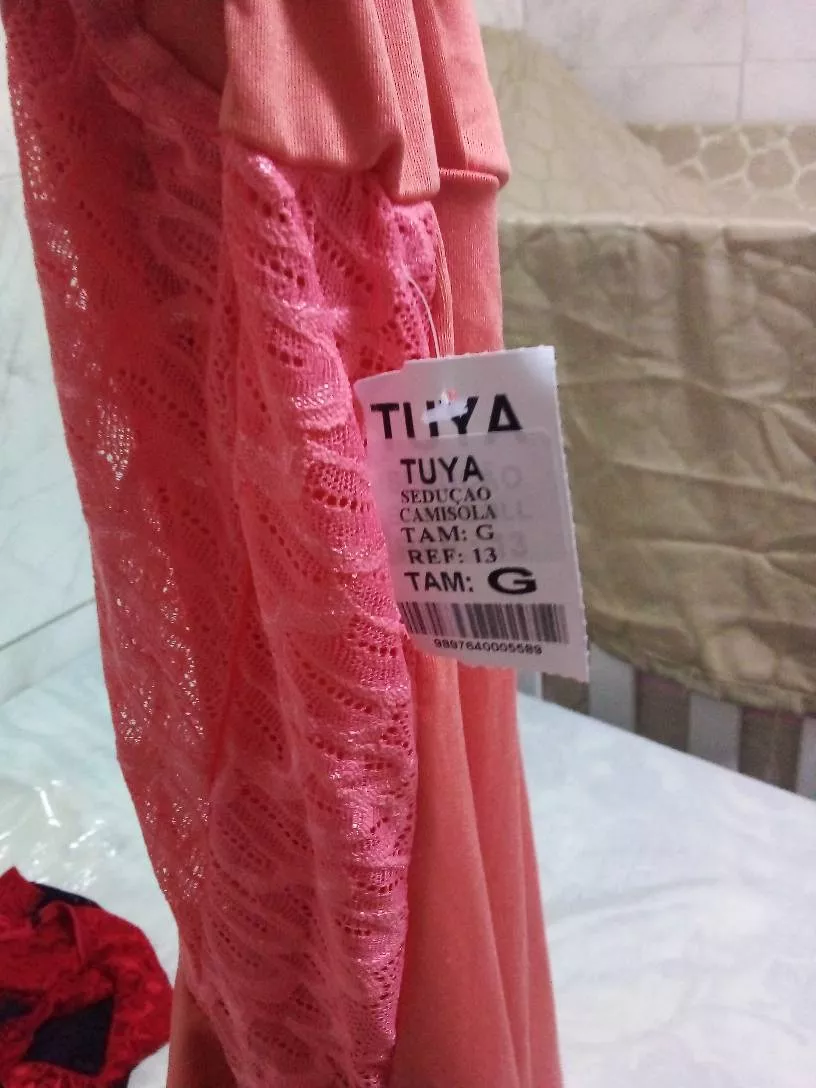 TUYA
TUYA
SEDUÇAO
CAMISOLA
TAM: G
REF: 13
TAM: G
9897640005589